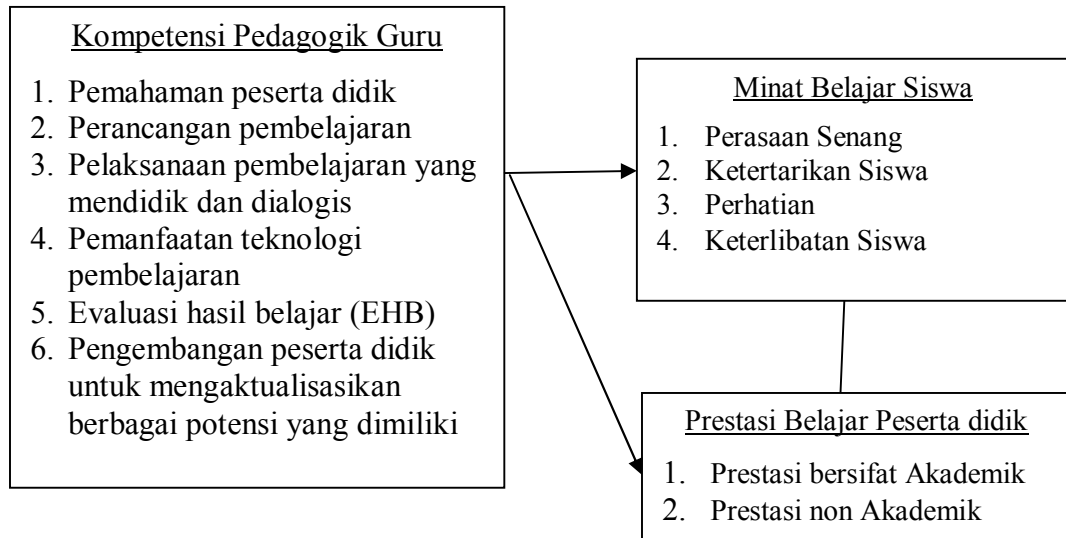 Kompetensi Pedagogik Guru
1. Pemahaman peserta didik
2. Perancangan pembelajaran
3. Pelaksanaan pembelajaran yang
mendidik dan dialogis
4. Pemanfaatan teknologi
pembelajaran
5. Evaluasi hasil belajar (EHB)
6. Pengembangan peserta didik
untuk mengaktualisasikan
berbagai potensi yang dimiliki
Minat Belajar Siswa
1. Perasaan Senang
2. Ketertarikan Siswa
3. Perhatian
4. Keterlibatan Siswa
Prestasi Belajar Peserta didik
1. Prestasi bersifat Akademik
2. Prestasi non Akademik